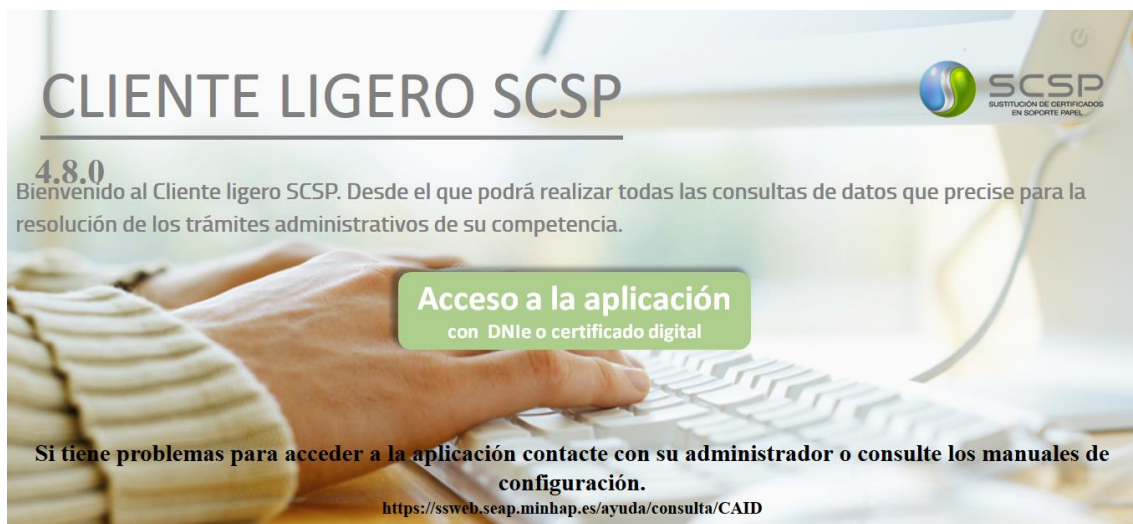 CLIENTE LIGERO SCSP
SCSP
SUSTITUCIÓN DE CERTIFICADOS
EN SOPORTE PAPEL
4.8.0
Bienvenido al Cliente ligero SCSP. Desde el que podrá realizar todas las consultas de datos que precise para la
resolución de los trámites administrativos de su competencia.
Acceso a la aplicación
con DNIe o certificado digital
Si tiene problemas para acceder a la aplicación contacte con su administrador o consulte los manuales de
configuración.
https://ssweb.seap.minhap.es/ayuda/consulta/CAID